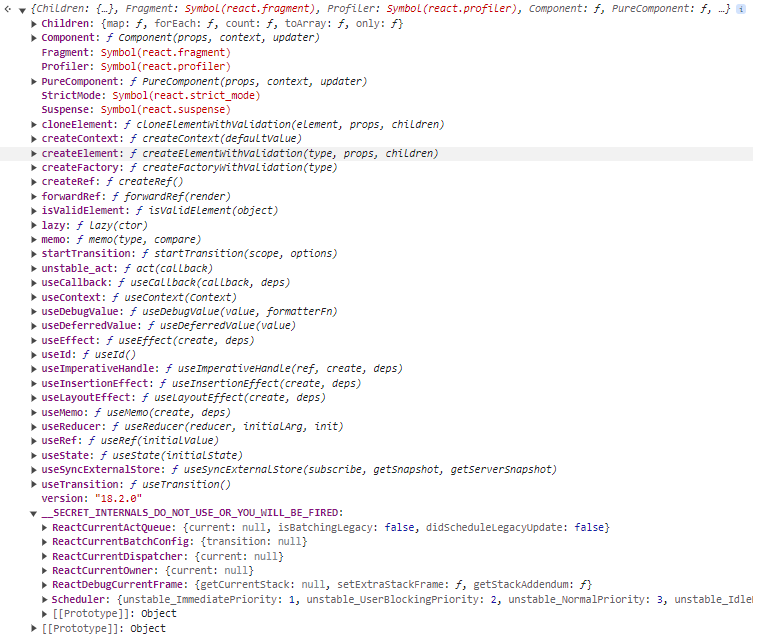 {Children: {…}, Fragment: Symbol(react.fragment), Profiler: Symbol(react.profiler), Component: ƒ, PureComponent: ƒ, …}
Children: {map: ƒ, forEach: ƒ, count: ƒ, toArray: ƒ, only: ƒ}
Component: ƒ Component(props, context, updater)
Fragment: Symbol(react.fragment)
Profiler: Symbol(react.profiler)
PureComponent: ƒ PureComponent(props, context, updater)
StrictMode: Symbol(react.strict_mode)
Suspense: Symbol(react.suspense)
cloneElement: ƒ cloneElementWithValidation(element, props, children)
createContext: ƒ createContext(defaultValue)
createElement: ƒ createElementWithValidation(type, props, children)
createFactory: ƒ createFactoryWithValidation(type)
createRef: ƒ createRef()
forwardRef: ƒ forwardRef(render)
isValidElement: ƒ isValidElement(object)
lazy: ƒ lazy(ctor)
memo: ƒ memo(type, compare)
startTransition: ƒ startTransition(scope, options)
unstable_act: ƒ act(callback)
useCallback: ƒ useCallback(callback, deps)
useContext: ƒ useContext(Context)
useDebugValue: ƒ useDebugValue(value, formatterFn)
useDeferredValue: ƒ useDeferredValue(value)
useEffect: ƒ useEffect(create, deps)
useId: ƒ useId()
useImperativeHandle: ƒ useImperativeHandle(ref, create, deps)
useInsertionEffect: ƒ useInsertionEffect(create, deps)
useLayoutEffect: ƒ useLayoutEffect(create, deps)
useMemo: ƒ useMemo(create, deps)
useReducer: ƒ useReducer(reducer, initialArg, init)
useRef: ƒ useRef(initialValue)
useState: ƒ useState(initialState)
useSyncExternalStore: ƒ useSyncExternalStore(subscribe, getSnapshot, getServerSnapshot)
useTransition: ƒ useTransition()
version: "18.2.0"
__SECRET_INTERNALS_DO_NOT_USE_OR_YOU_WILL_BE_FIRED:
ReactCurrentActQueue: {current: null, isBatchingLegacy: false, didScheduleLegacyUpdate: false}
ReactCurrentBatchConfig: {transition: null}
ReactCurrentDispatcher: {current: null}
ReactCurrentOwner: {current: null}
ReactDebugCurrentFrame: {getCurrentStack: null, setExtraStackFrame: ƒ, getStackAddendum: ƒ}
Scheduler: {unstable_ImmediatePriority: 1, unstable_UserBlockingPriority: 2, unstable_NormalPriority: 3, unstable_Idle
[[Prototype]]: Object
[[Prototype]]: Object